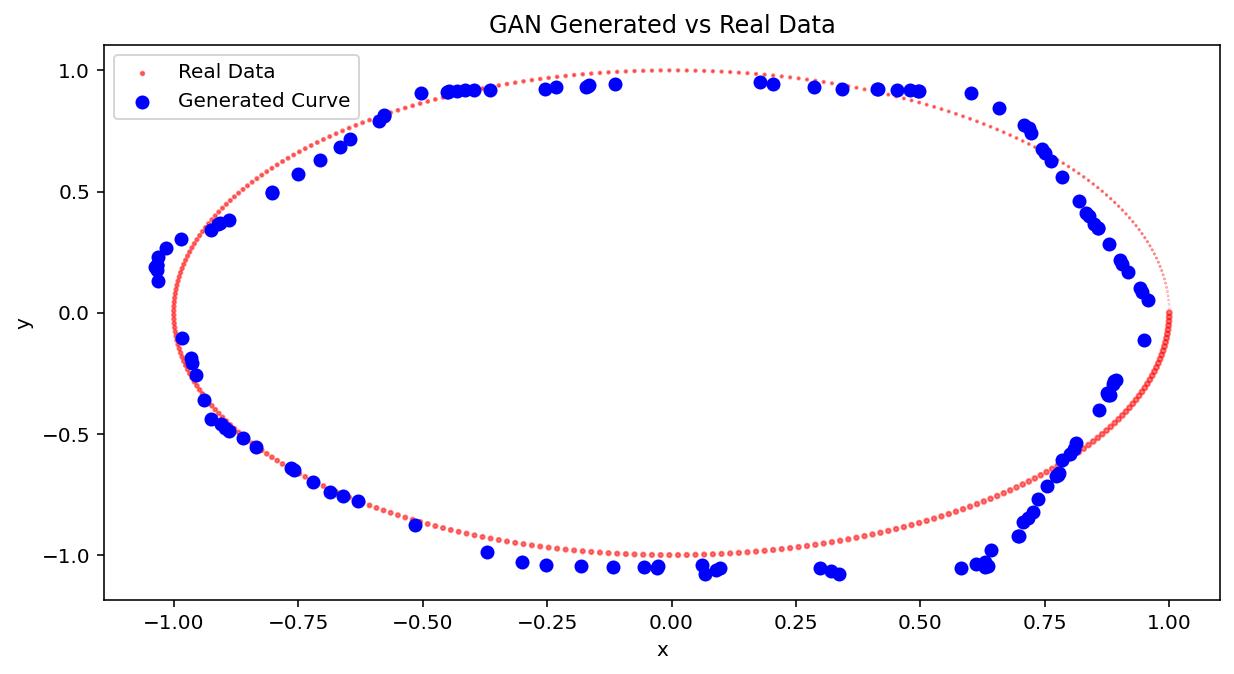 GAN Generated vs Real Data
Real Data
Generated Curve
1.0
0.5
0.0
−0.5
−1.0
y
−1.00 −0.75 −0.50 −0.25 0.00 0.25 0.50 0.75 1.00
x